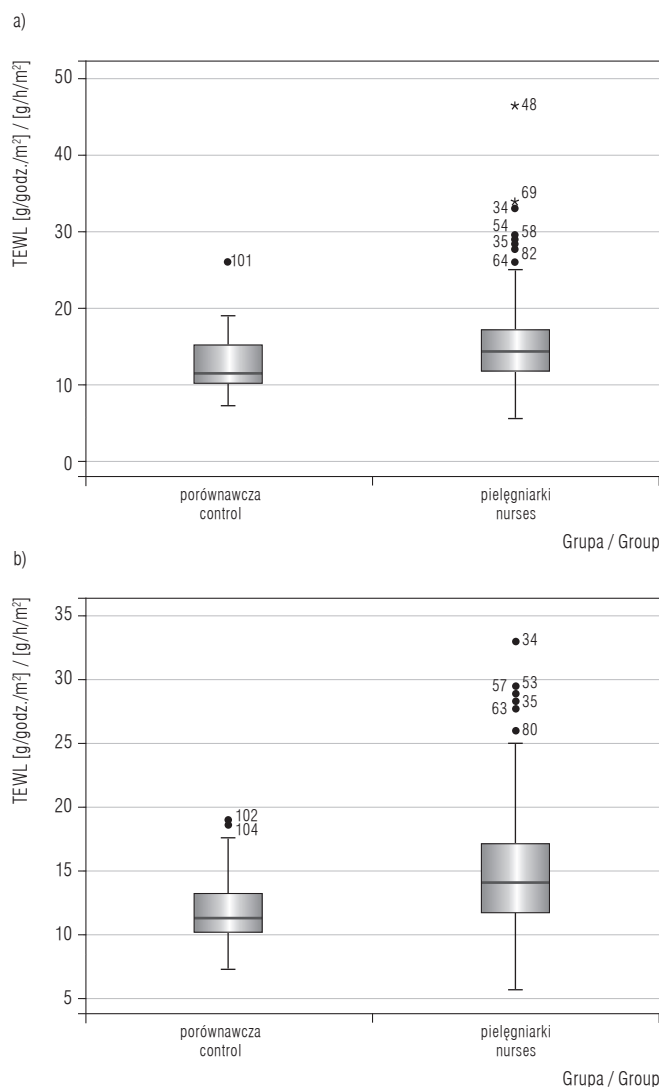 a)
TEWL [g/godz./m²] / [g/h/m²]
50
40
30
20
10
0
48
69
34
54
58
35
82
64
101
porównawcza
control
pielęgniarki
nurses
Grupa / Group
b)
TEWL [g/godz./m²] / [g/h/m²]
35
30
25
20
15
10
5
34
57 53
35
63
80
102
104
porównawcza
control
pielęgniarki
nurses
Grupa / Group